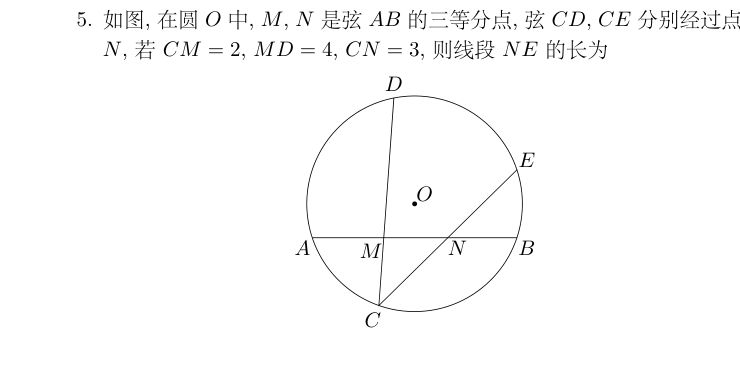 5. 如图, 在圆 O 中, M, N 是弦 AB 的三等分点, 弦 CD, CE 分别经过点
N, 若 CM = 2, MD = 4, CN = 3, 则线段 NE 的长为
D
E
O
A
M
N
B
C